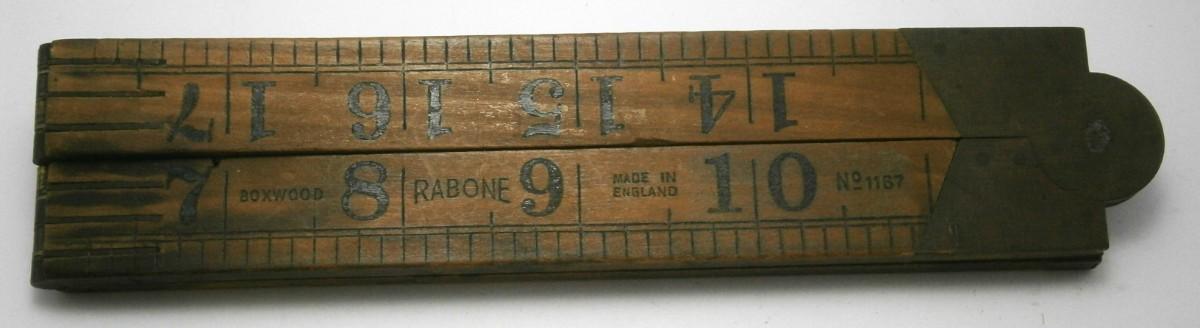 14 15 16 17
7 BOXWOOD 8 RABONE 9 MADE IN
ENGLAND 10 Nº 1167